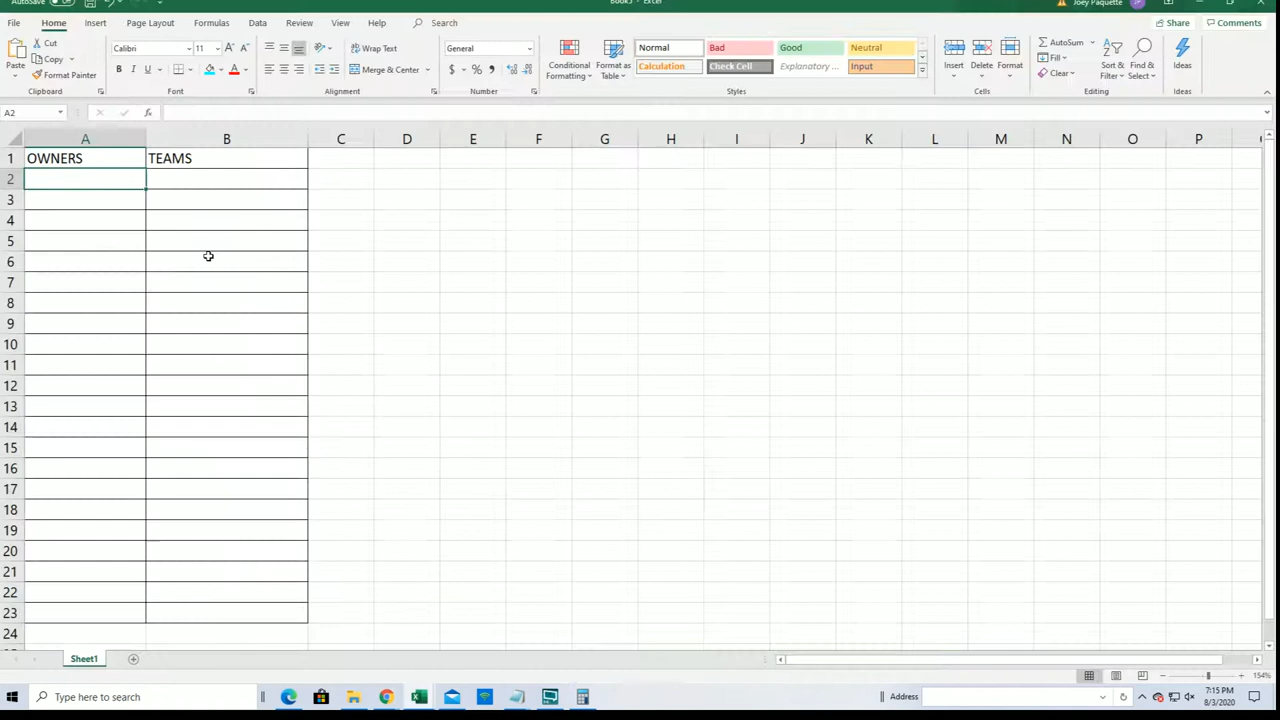 AutoSave Off
Book3 - Excel
Joey Paquette
JP
File Home Insert Page Layout Formulas Data Review View Help Search
Share Comments
Paste
Cut
Copy
Format Painter
Clipboard
Calibri 11
B I U
Font
Wrap Text
Merge & Center
Alignment
General
$ % ,
Number
Conditional
Formatting
Format as
Table
Normal Bad Good Neutral
Calculation Check Cell Explanatory ... Input
Styles
Insert Delete Format
Cells
AutoSum
Fill
Clear
Sort &
Filter
Find &
Select
Editing
Ideas
Ideas
A2
fx
A B C D E F G H I J K L M N O P
1 OWNERS TEAMS
2
3
4
5
6
7
8
9
10
11
12
13
14
15
16
17
18
19
20
21
22
23
24
Sheet1
154%
Type here to search
Address
7:15 PM
8/3/2020